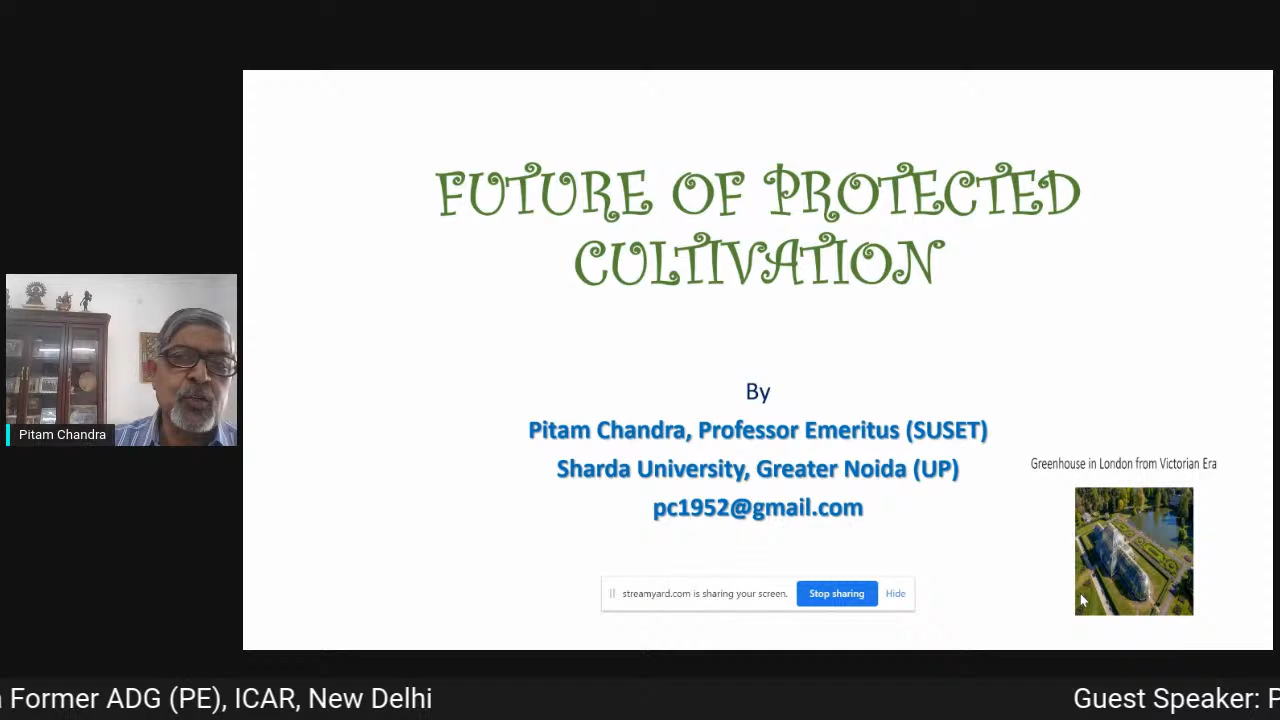 FUTURE OF PROTECTED
CULTIVATION
By
Pitam Chandra, Professor Emeritus (SUSET)
Sharda University, Greater Noida (UP)
pc1952@gmail.com
Greenhouse in London from Victorian Era
streamyard.com is sharing your screen.
Stop sharing
Hide
Pitam Chandra
Former ADG (PE), ICAR, New Delhi
Guest Speaker: